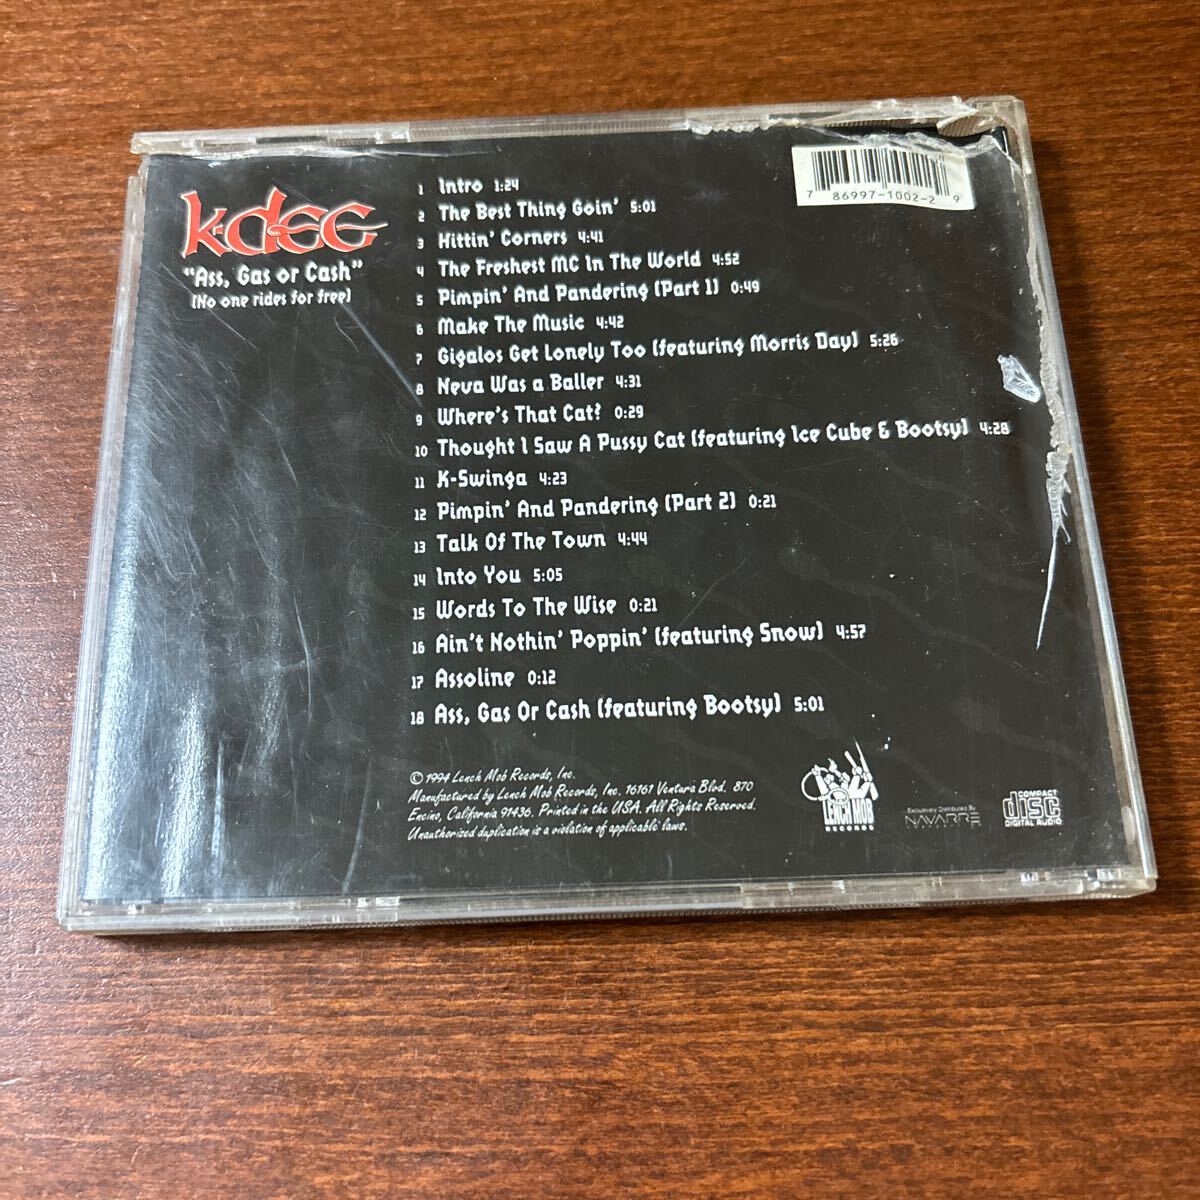 k-dee
"Ass, Gas or Cash"
(No one rides for free)
1 Intro 1:24
2 The Best Thing Goin' 5:01
3 Hittin' Corners 4:41
4 The Freshest MC In The World 4:52
5 Pimpin' And Pandering (Part 1) 0:49
6 Make The Music 4:42
7 Gigalos Get Lonely Too (featuring Morris Day) 5:26
8 Neva Was a Baller 4:31
9 Where's That Cat? 0:29
10 Thought I Saw A Pussy Cat (featuring Ice Cube & Bootsy) 4:28
11 K-Swinga 4:23
12 Pimpin' And Pandering (Part 2) 0:21
13 Talk Of The Town 4:44
14 Into You 5:05
15 Words To The Wise 0:21
16 Ain't Nothin' Poppin' (featuring Snow) 4:57
17 Assoline 0:12
18 Ass, Gas Or Cash (featuring Bootsy) 5:01
7 86997-1002-2 9
© 1994 Lench Mob Records, Inc.
Manufactured by Lench Mob Records, Inc. 16161 Ventura Blvd. 870
Encino, California 91436. Printed in the USA. All Rights Reserved.
Unauthorized duplication is a violation of applicable laws.
LENCH MOB
RECORDS
Exclusively Distributed By
NAVARRE
COMPACT
disc
DIGITAL AUDIO